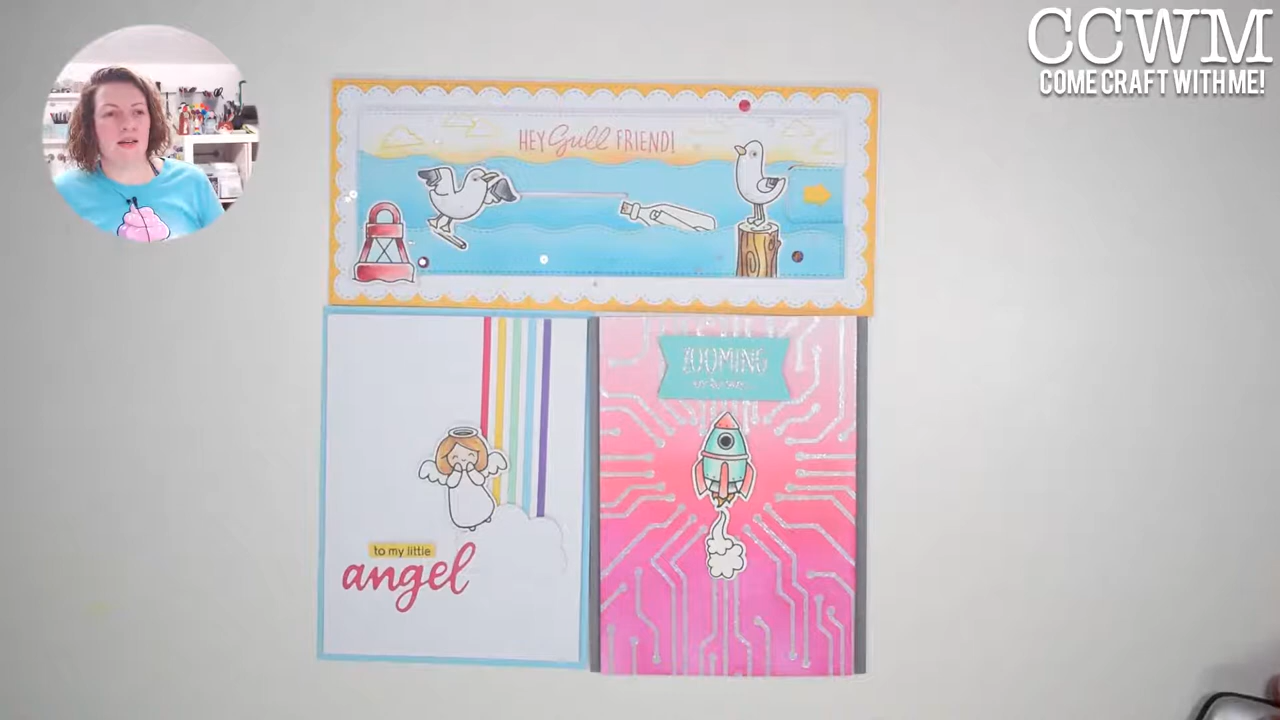 CCWM
COME CRAFT WITH ME!
HEY Gull FRIEND!
ZOOMING
to my little
angel